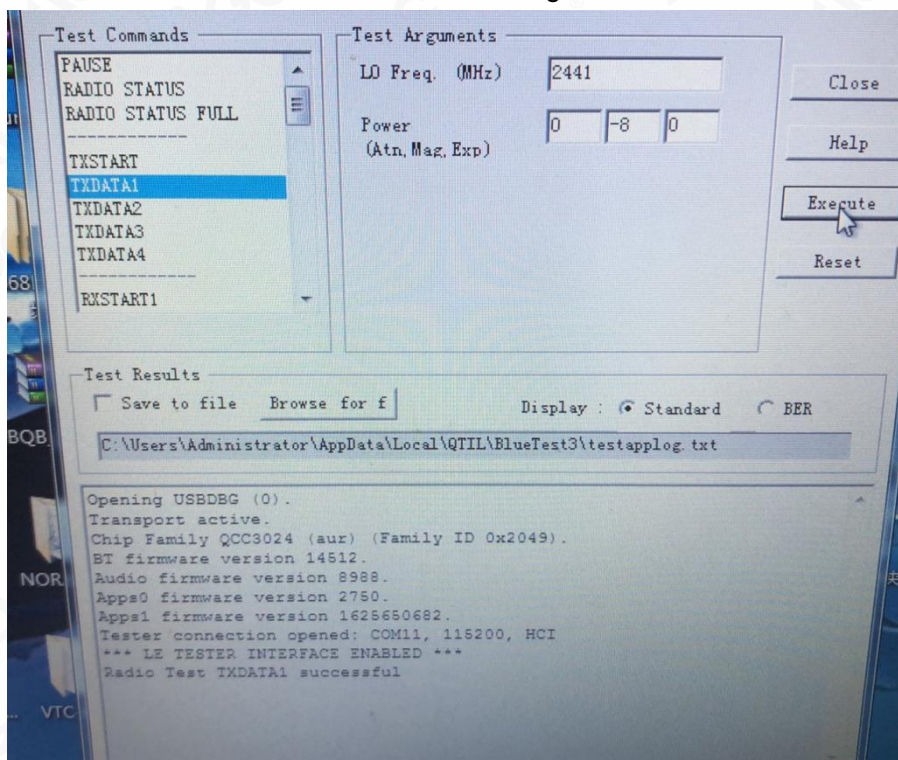 Test Commands
PAUSE
RADIO STATUS
RADIO STATUS FULL
------------
TXSTART
TXDATA1
TXDATA2
TXDATA3
TXDATA4
------------
RXSTART1
Test Arguments
LO Freq. (MHz) 2441
Power 0 -8 0
(Atn, Mag, Exp)
Close
Help
Execute
Reset
Test Results
Save to file Browse for f Display : Standard BER
C:\Users\Administrator\AppData\Local\QTIL\BlueTest3\testapplog.txt
Opening USBDBG (0).
Transport active.
Chip Family QCC3024 (aur) (Family ID 0x2049).
BT firmware version 14512.
Audio firmware version 8988.
Apps0 firmware version 2750.
Apps1 firmware version 1625650682.
Tester connection opened: COM11, 115200, HCI
*** LE TESTER INTERFACE ENABLED ***
Radio Test TXDATA1 successful
68
BQB
NOR
... VTC